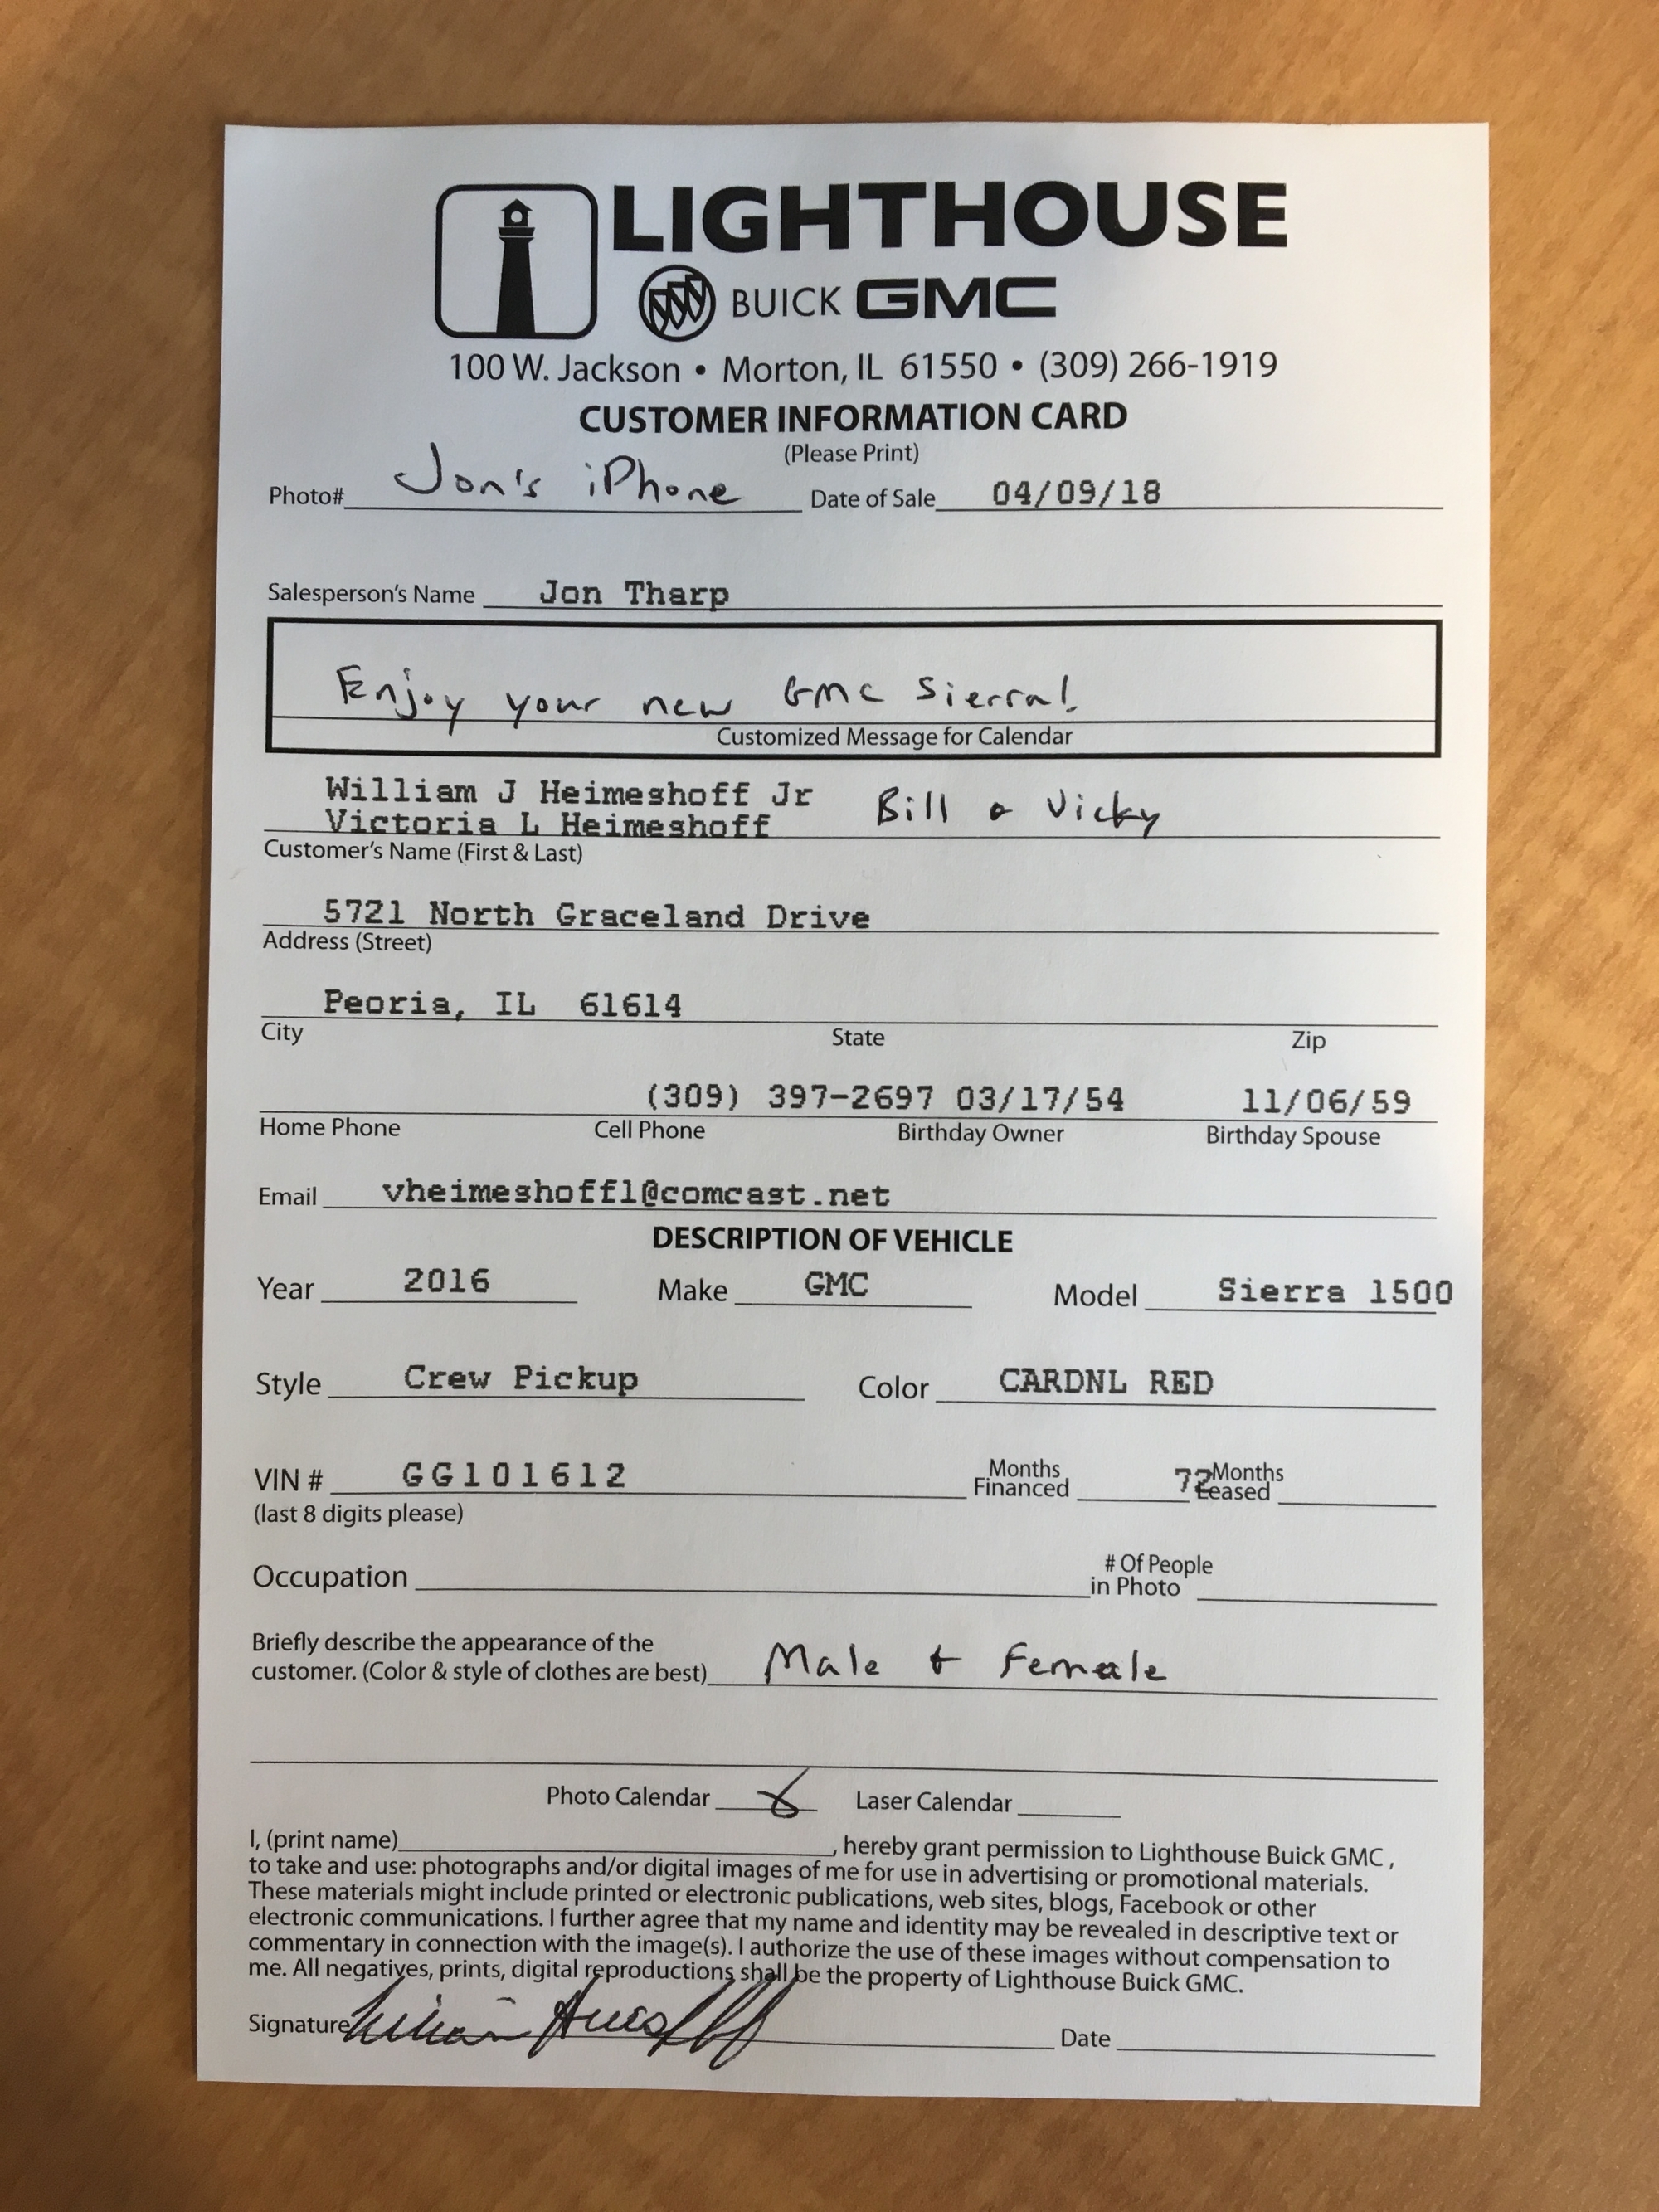 LIGHTHOUSE
BUICK GMC
100 W. Jackson • Morton, IL 61550 • (309) 266-1919
CUSTOMER INFORMATION CARD
(Please Print)
Photo# Jon's iPhone Date of Sale 04/09/18
Salesperson's Name Jon Tharp
Enjoy your new GMC Sierra!
Customized Message for Calendar
William J Heimeshoff Jr Bill & Vicky
Victoria L Heimeshoff
Customer's Name (First & Last)
5721 North Graceland Drive
Address (Street)
Peoria, IL 61614
City State Zip
(309) 397-2697 03/17/54 11/06/59
Home Phone Cell Phone Birthday Owner Birthday Spouse
Email vheimeshoff1@comcast.net
DESCRIPTION OF VEHICLE
Year 2016 Make GMC Model Sierra 1500
Style Crew Pickup Color CARDNL RED
VIN # GG101612 Months Financed 72 Months Leased
(last 8 digits please)
Occupation # Of People in Photo
Briefly describe the appearance of the
customer. (Color & style of clothes are best) Male + Female
Photo Calendar X Laser Calendar
I, (print name) , hereby grant permission to Lighthouse Buick GMC ,
to take and use: photographs and/or digital images of me for use in advertising or promotional materials.
These materials might include printed or electronic publications, web sites, blogs, Facebook or other
electronic communications. I further agree that my name and identity may be revealed in descriptive text or
commentary in connection with the image(s). I authorize the use of these images without compensation to
me. All negatives, prints, digital reproductions shall be the property of Lighthouse Buick GMC.
Signature Date